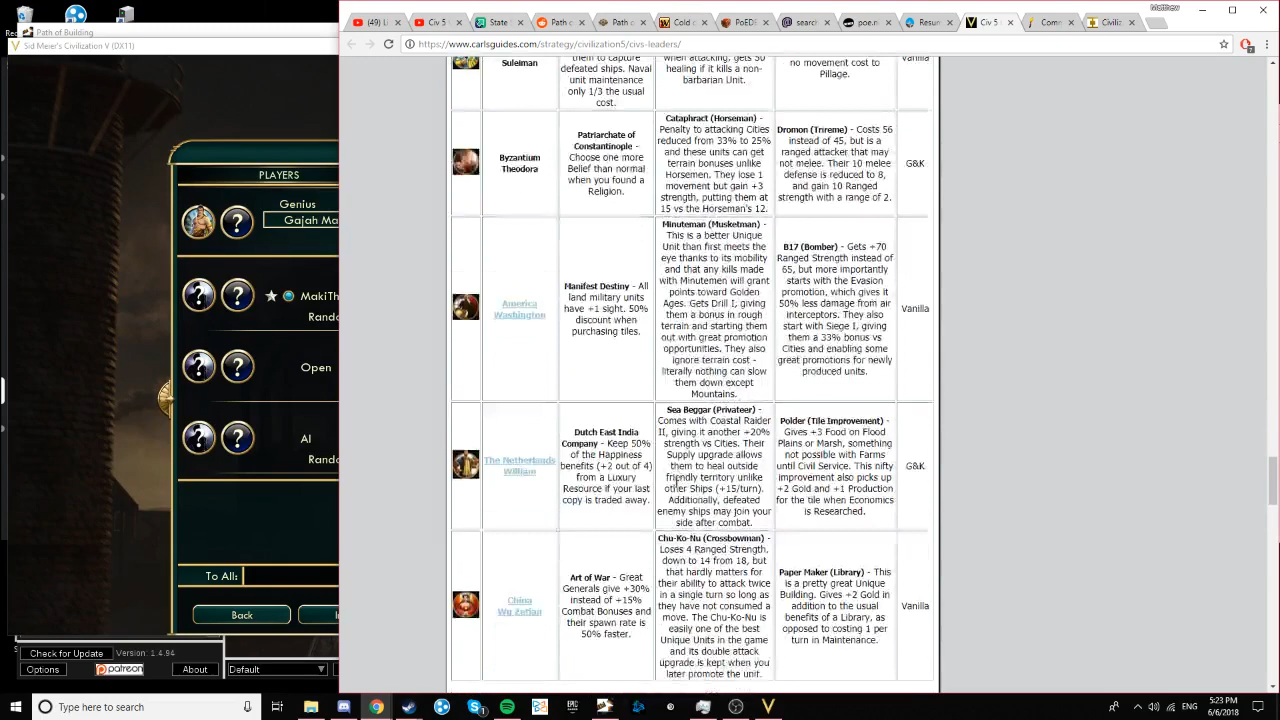 Matthew
(49) Li
Civ 5
State
Path c
Path o
Cold c
PoEDE
searc
poe.n
Resun
Civ 5
Comm
Civiliz
https://www.carlsguides.com/strategy/civilization5/civs-leaders/
Rec
Path of Building
Sid Meier's Civilization V (DX11)
PLAYERS
Genius
Gajah Ma
MakiTh
Rando
Open
AI
Rando
To All:
Back
Check for Update
Version: 1.4.94
Options
patreon
About
Default
Suleiman
them to capture
defeated ships. Naval
unit maintenance
only 1/3 the usual
cost.
when attacking, gets 50
healing if it kills a non-
barbarian Unit.
no movement cost to
Pillage.
Vanilla
Byzantium
Theodora
Patriarchate of
Constantinople -
Choose one more
Belief than normal
when you found a
Religion.
Cataphract (Horseman) -
Penalty to attacking Cities
reduced from 33% to 25%
and these units can get
terrain bonuses unlike
Horsemen. They lose 1
movement but gain +3
strength, putting them at
15 vs the Horseman's 12.
Dromon (Trireme) - Costs 56
instead of 45, but is a
ranged attacker that may
not melee. Their 10 melee
defense is reduced to 8,
and gain 10 Ranged
strength with a range of 2.
G&K
America
Washington
Manifest Destiny - All
land military units
have +1 sight. 50%
discount when
purchasing tiles.
Minuteman (Musketman) -
This is a better Unique
Unit than first meets the
eye thanks to its mobility
and that any kills made
with Minutemen will grant
points toward Golden
Ages. Gets Drill I, giving
them a bonus in rough
terrain and starting them
out with great promotion
opportunities. They also
ignore terrain cost -
literally nothing can slow
them down except
Mountains.
B17 (Bomber) - Gets +70
Ranged Strength instead of
65, but more importantly
starts with the Evasion
promotion, which gives it
50% less damage from air
interceptors. They also
start with Siege I, giving
them a 33% bonus vs
Cities and enabling some
great promotions for newly
produced units.
Vanilla
The Netherlands
William
Dutch East India
Company - Keep 50%
of the Happiness
benefits (+2 out of 4)
from a Luxury
Resource if your last
copy is traded away.
Sea Beggar (Privateer) -
Comes with Coastal Raider
II, giving it another +20%
strength vs Cities. Their
Supply upgrade allows
them to heal outside
friendly territory unlike
other Ships (+15/turn).
Additionally, defeated
enemy ships may join your
side after combat.
Polder (Tile Improvement) -
Gives +3 Food on Flood
Plains or Marsh, something
not possible with Farms
until Civil Service. This nifty
improvement also picks up
+2 Gold and +1 Production
for the tile when Economics
is Researched.
G&K
China
Wu Zetian
Art of War - Great
Generals give +30%
instead of +15%
Combat Bonuses and
their spawn rate is
50% faster.
Chu-Ko-Nu (Crossbowman) -
Loses 4 Ranged Strength,
down to 14 from 18, but
that hardly matters for
their ability to attack twice
in a single turn so long as
they have not consumed a
move. The Chu-Ko-Nu is
easily one of the best
Unique Units in the game
and its double attack
upgrade is kept when you
later promote the unit.
Paper Maker (Library) - This
is a pretty great Unique
Building. Gives +2 Gold in
addition to the usual
benefits of a Library, as
opposed to costing 1 per
turn in Maintenance.
Vanilla
Type here to search
5:23 PM
6/6/2018